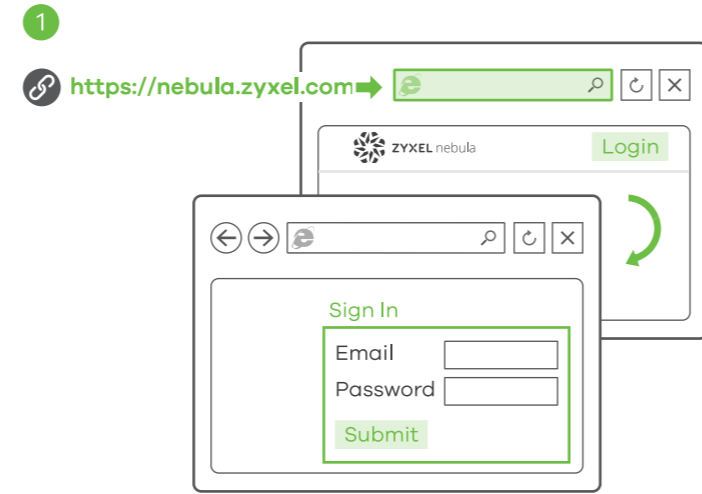 1
https://nebula.zyxel.com
ZYXEL nebula
Login
Sign In
Email
Password
Submit